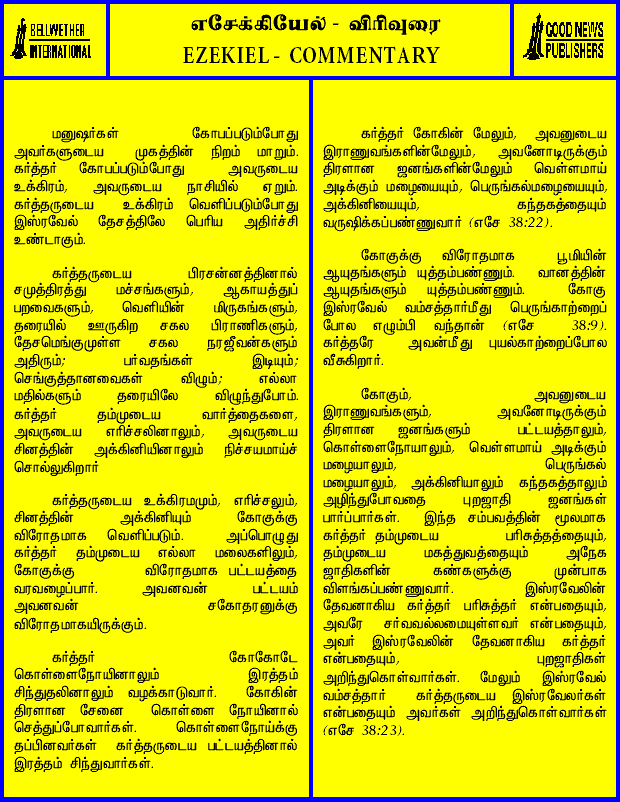 BELLWETHER
INTERNATIONAL
எசேக்கியேல் - விரிவுரை
EZEKIEL - COMMENTARY
GOOD NEWS
PUBLISHERS
மனுஷர்கள் கோபப்படும்போது
அவர்களுடைய முகத்தின் நிறம் மாறும்.
கர்த்தர் கோபப்படும்போது அவருடைய
உக்கிரம், அவருடைய நாசியில் ஏறும்.
கர்த்தருடைய உக்கிரம் வெளிப்படும்போது
இஸ்ரவேல் தேசத்திலே பெரிய அதிர்ச்சி
உண்டாகும்.
கர்த்தருடைய பிரசன்னத்தினால்
சமுத்திரத்து மச்சங்களும், ஆகாயத்துப்
பறவைகளும், வெளியின் மிருகங்களும்,
தரையில் ஊருகிற சகல பிராணிகளும்,
தேசமெங்குமுள்ள சகல நரஜீவன்களும்
அதிரும்; பர்வதங்கள் இடியும்;
செங்குத்தானவைகள் விழும்; எல்லா
மதில்களும் தரையிலே விழுந்துபோம்.
கர்த்தர் தம்முடைய வார்த்தைகளை,
அவருடைய எரிச்சலினாலும், அவருடைய
சினத்தின் அக்கினியினாலும் நிச்சயமாய்ச்
சொல்லுகிறார்
கர்த்தருடைய உக்கிரமமும், எரிச்சலும்,
சினத்தின் அக்கினியும் கோகுக்கு
விரோதமாக வெளிப்படும். அப்பொழுது
கர்த்தர் தம்முடைய எல்லா மலைகளிலும்,
கோகுக்கு விரோதமாக பட்டயத்தை
வரவழைப்பார். அவனவன் பட்டயம்
அவனவன் சகோதரனுக்கு
விரோதமாகயிருக்கும்.
கர்த்தர் கோகோடே
கொள்ளைநோயினாலும் இரத்தம்
சிந்துதலினாலும் வழக்காடுவார். கோகின்
திரளான சேனை கொள்ளை நோயினால்
செத்துப்போவார்கள். கொள்ளைநோய்க்கு
தப்பினவர்கள் கர்த்தருடைய பட்டயத்தினால்
இரத்தம் சிந்துவார்கள்.
கர்த்தர் கோகின் மேலும், அவனுடைய
இராணுவங்களின்மேலும், அவனோடிருக்கும்
திரளான ஜனங்களின்மேலும் வெள்ளமாய்
அடிக்கும் மழையையும், பெருங்கல்மழையையும்,
அக்கினியையும், கந்தகத்தையும்
வருஷிக்கப்பண்ணுவார் (எசே 38:22).
கோகுக்கு விரோதமாக பூமியின்
ஆயுதங்களும் யுத்தம்பண்ணும். வானத்தின்
ஆயுதங்களும் யுத்தம்பண்ணும். கோகு
இஸ்ரவேல் வம்சத்தார்மீது பெருங்காற்றைப்
போல எழும்பி வந்தான் (எசே 38:9).
கர்த்தரே அவன்மீது புயல்காற்றைப்போல
வீசுகிறார்.
கோகும், அவனுடைய
இராணுவங்களும், அவனோடிருக்கும்
திரளான ஜனங்களும் பட்டயத்தாலும்,
கொள்ளைநோயாலும், வெள்ளமாய் அடிக்கும்
மழையாலும், பெருங்கல்
மழையாலும், அக்கினியாலும் கந்தகத்தாலும்
அழிந்துபோவதை புறஜாதி ஜனங்கள்
பார்ப்பார்கள். இந்த சம்பவத்தின் மூலமாக
கர்த்தர் தம்முடைய பரிசுத்தத்தையும்,
தம்முடைய மகத்துவத்தையும் அநேக
ஜாதிகளின் கண்களுக்கு முன்பாக
விளங்கப்பண்ணுவார். இஸ்ரவேலின்
தேவனாகிய கர்த்தர் பரிசுத்தர் என்பதையும்,
அவரே சர்வவல்லமையுள்ளவர் என்பதையும்,
அவர் இஸ்ரவேலின் தேவனாகிய கர்த்தர்
என்பதையும், புறஜாதிகள்
அறிந்துகொள்வார்கள். மேலும் இஸ்ரவேல்
வம்சத்தார் கர்த்தருடைய இஸ்ரவேலர்கள்
என்பதையும் அவர்கள் அறிந்துகொள்வார்கள்
(எசே 38:23).